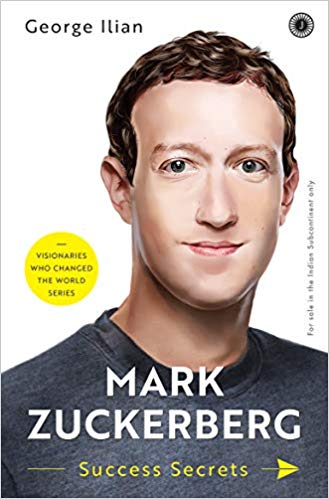 George Ilian
J
For sale in the Indian Subcontinent only
VISIONARIES
WHO CHANGED
THE WORLD
SERIES
MARK
ZUCKERBERG
Success Secrets